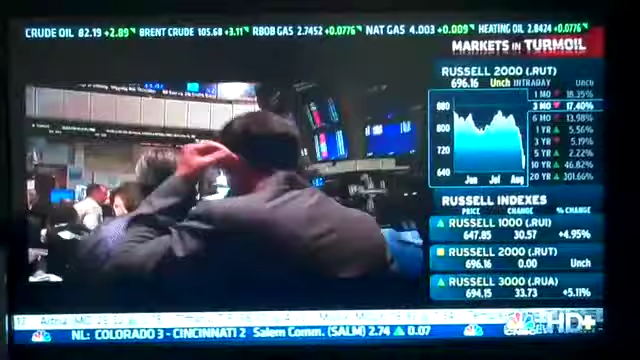 CRUDE OIL 82.19 +2.89 BRENT CRUDE 105.68 +3.11 RBOB GAS 2.7452 +0.0776 NAT GAS 4.003 +0.009 HEATING OIL 2.8424 +0.0776
MARKETS IN TURMOIL
RUSSELL 2000 (.RUT)
696.16 Unch INTRADAY
Unch
1 MO 18.35%
3 MO 17.40%
6 MO 13.98%
1 YR 5.56%
3 YR 5.19%
5 YR 2.22%
10 YR 46.82%
20 YR 301.66%
880
800
720
640
Jun Jul Aug
RUSSELL INDEXES
PRICE CHANGE % CHANGE
RUSSELL 1000 (.RUI)
647.85 30.57 +4.95%
RUSSELL 2000 (.RUT)
696.16 0.00 Unch
RUSSELL 3000 (.RUA)
694.15 33.73 +5.11%
HD+
NL: COLORADO 3 - CINCINNATI 2 Salem Comm. (SALM) 2.74 0.07